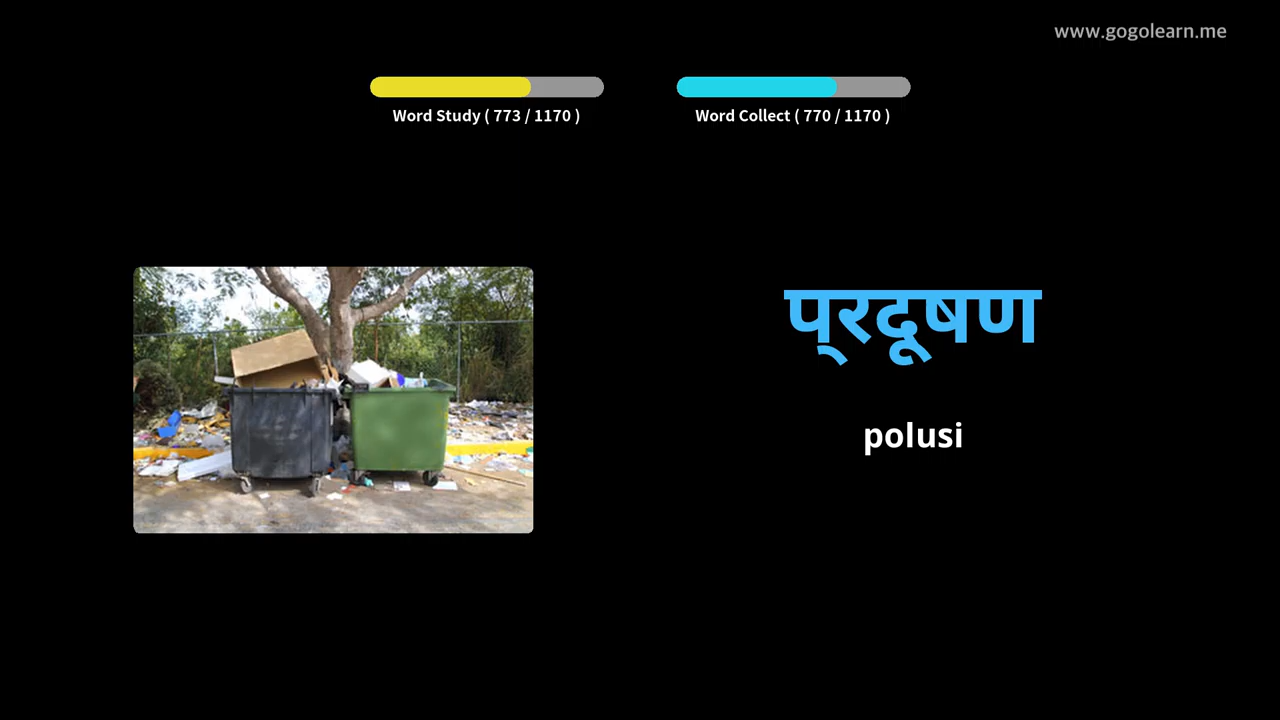 www.gogolearn.me
Word Study ( 773 / 1170 )
Word Collect ( 770 / 1170 )
प्रदूषण
polusi